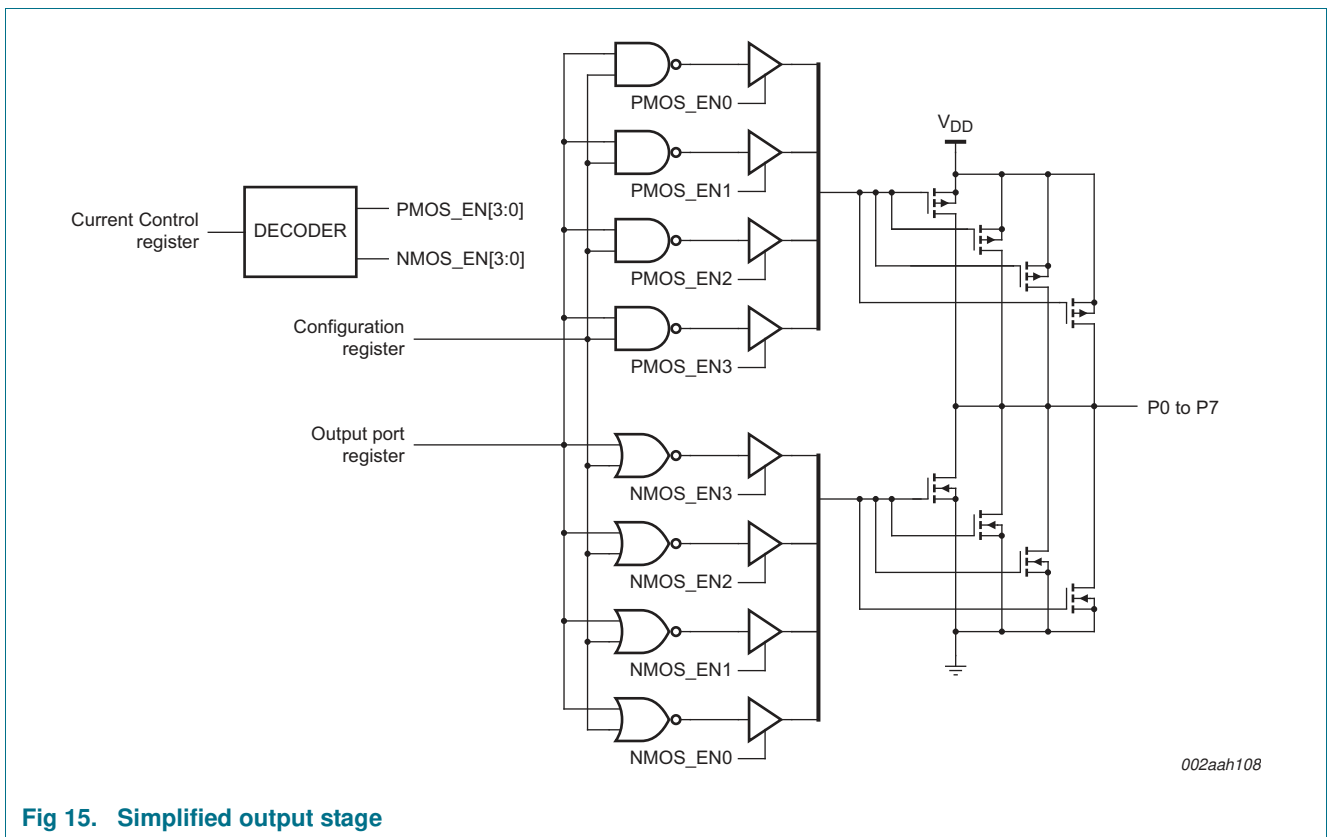 PMOS_EN0
PMOS_EN1
PMOS_EN2
PMOS_EN3
VDD
Current Control
register
DECODER
PMOS_EN[3:0]
NMOS_EN[3:0]
Configuration
register
Output port
register
P0 to P7
NMOS_EN3
NMOS_EN2
NMOS_EN1
NMOS_EN0
002aah108
Fig 15. Simplified output stage